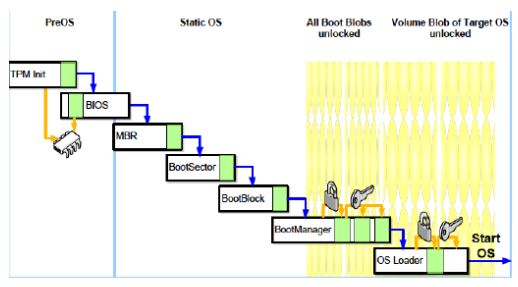 PreOS
Static OS
All Boot Blobs
unlocked
Volume Blob of Target OS
unlocked
TPM Init
BIOS
MBR
BootSector
BootBlock
BootManager
OS Loader
Start
OS